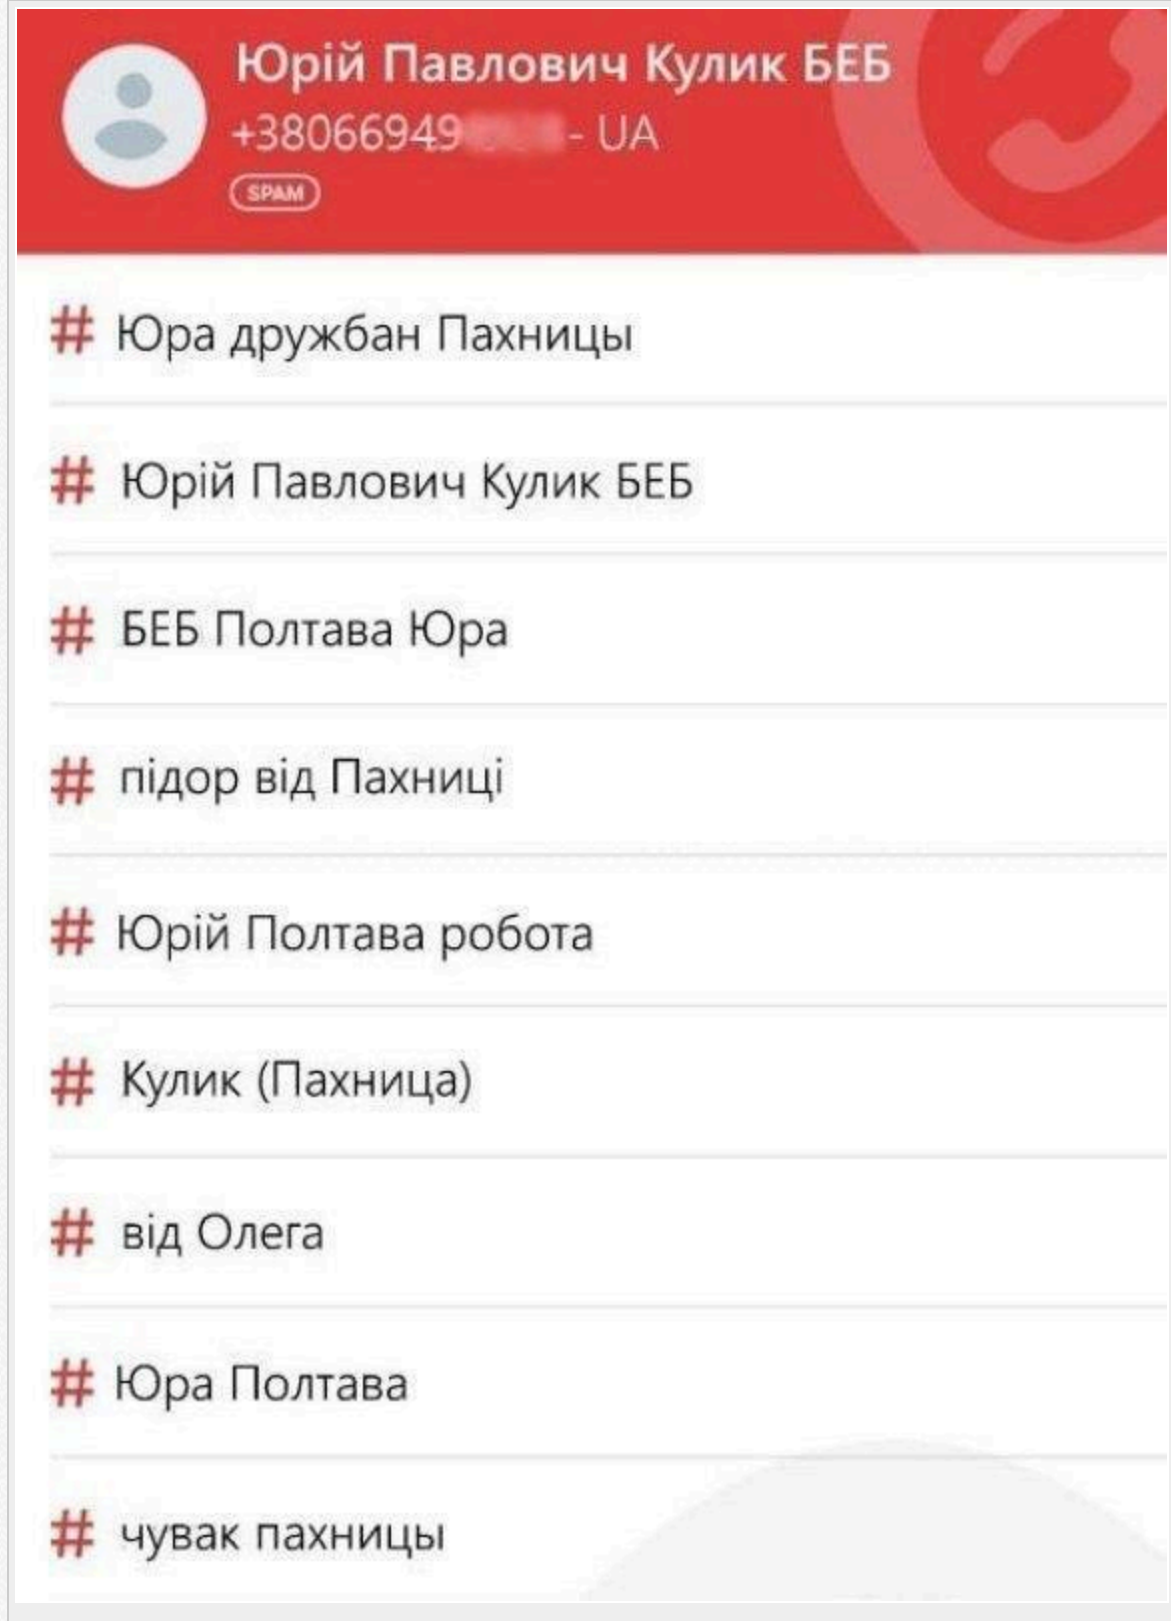 Юрій Павлович Кулик БЕБ
+38066949 - UA
SPAM
# Юра дружбан Пахницы
# Юрій Павлович Кулик БЕБ
# БЕБ Полтава Юра
# підор від Пахниці
# Юрій Полтава робота
# Кулик (Пахница)
# від Олега
# Юра Полтава
# чувак пахницы